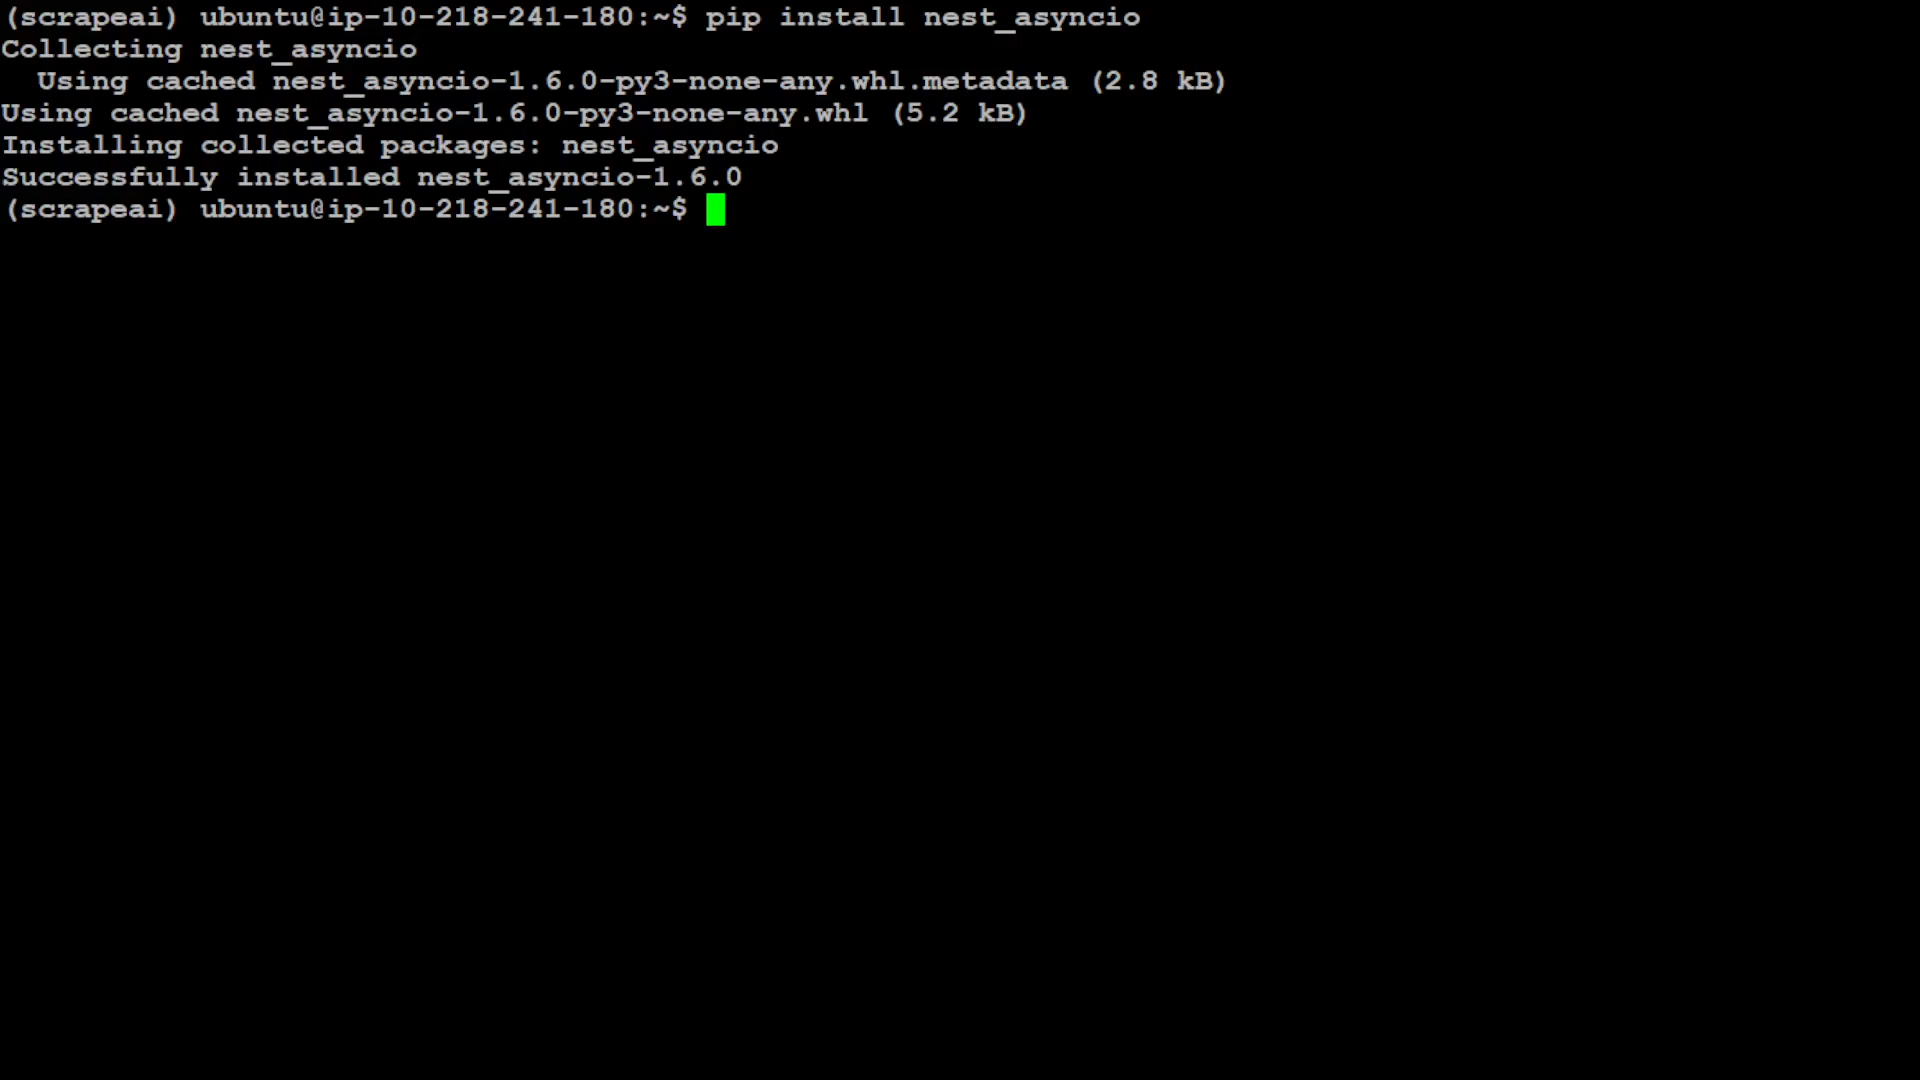 (scrapeai) ubuntu@ip-10-218-241-180:~$ pip install nest_asyncio
Collecting nest_asyncio
  Using cached nest_asyncio-1.6.0-py3-none-any.whl.metadata (2.8 kB)
Using cached nest_asyncio-1.6.0-py3-none-any.whl (5.2 kB)
Installing collected packages: nest_asyncio
Successfully installed nest_asyncio-1.6.0
(scrapeai) ubuntu@ip-10-218-241-180:~$